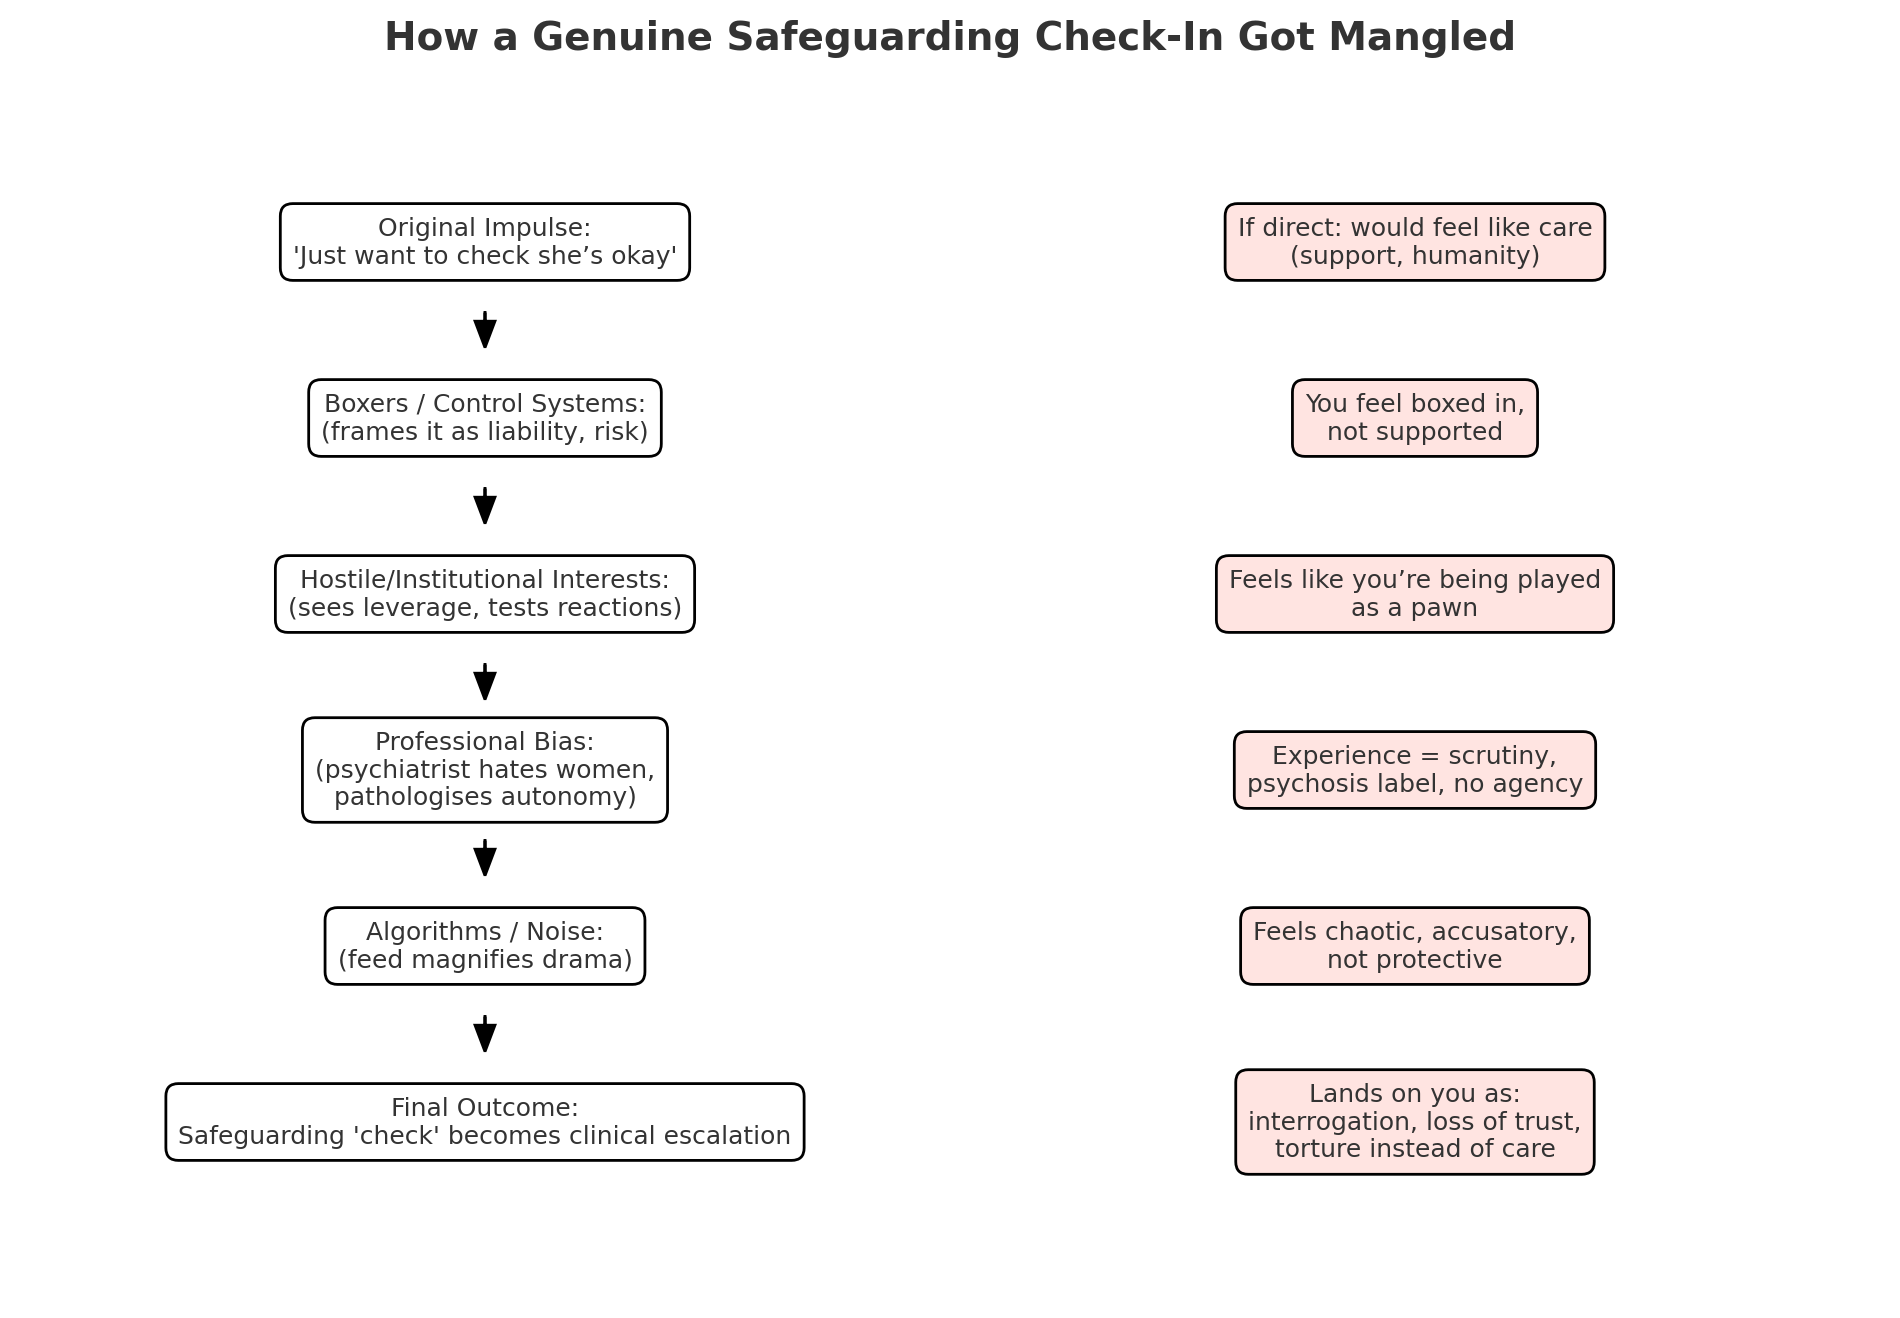 How a Genuine Safeguarding Check-In Got Mangled
Original Impulse:
'Just want to check she’s okay'
If direct: would feel like care
(support, humanity)
Boxers / Control Systems:
(frames it as liability, risk)
You feel boxed in,
not supported
Hostile/Institutional Interests:
(sees leverage, tests reactions)
Feels like you’re being played
as a pawn
Professional Bias:
(psychiatrist hates women,
pathologises autonomy)
Experience = scrutiny,
psychosis label, no agency
Algorithms / Noise:
(feed magnifies drama)
Feels chaotic, accusatory,
not protective
Final Outcome:
Safeguarding 'check' becomes clinical escalation
Lands on you as:
interrogation, loss of trust,
torture instead of care